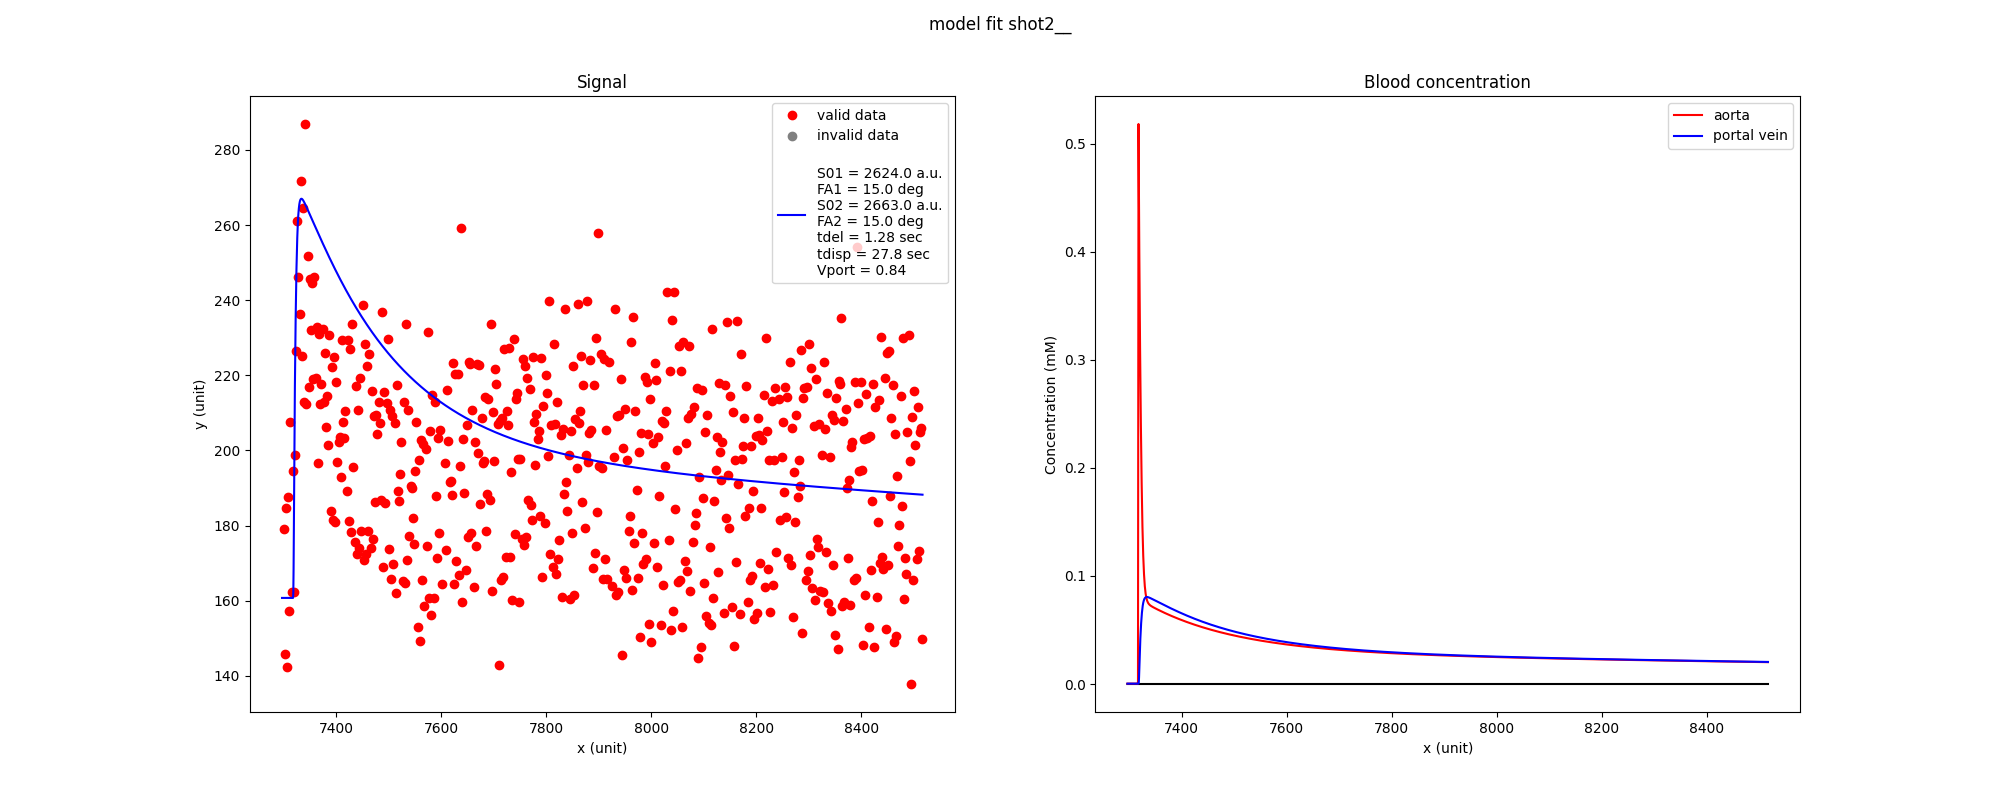 model fit shot2__
Signal
280
260
240
220
200
180
160
140
y (unit)
7400 7600 7800 8000 8200 8400
x (unit)
valid data
invalid data
S01 = 2624.0 a.u.
FA1 = 15.0 deg
S02 = 2663.0 a.u.
FA2 = 15.0 deg
tdel = 1.28 sec
tdisp = 27.8 sec
Vport = 0.84
Blood concentration
0.5
0.4
0.3
0.2
0.1
0.0
Concentration (mM)
7400 7600 7800 8000 8200 8400
x (unit)
aorta
portal vein